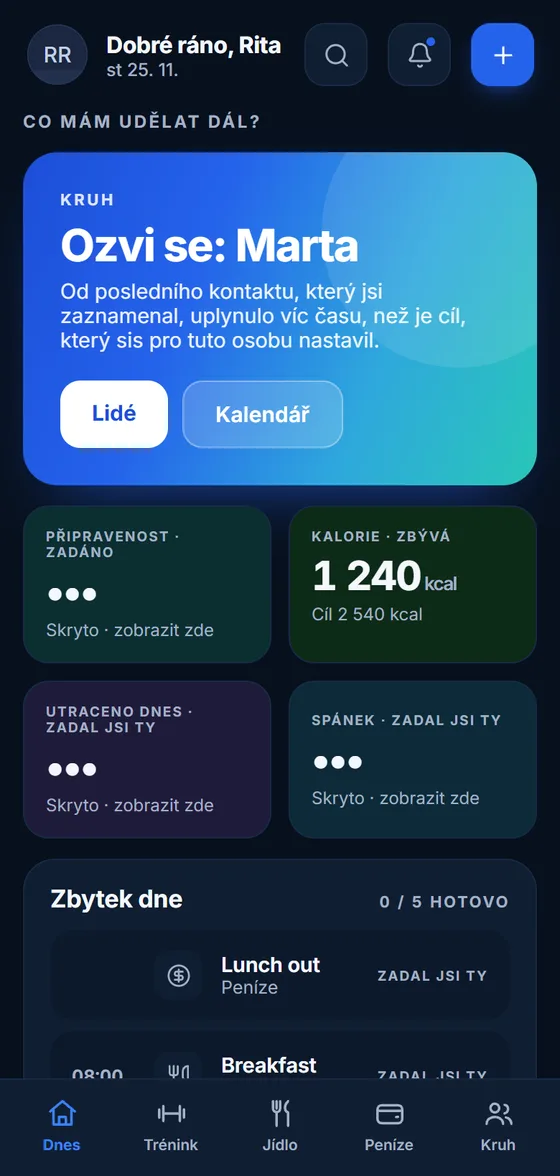 RR
Dobré ráno, Rita
st 25. 11.
CO MÁM UDĚLAT DÁL?
KRUH
Ozvi se: Marta
Od posledního kontaktu, který jsi
zaznamenal, uplynulo víc času, než je cíl,
který sis pro tuto osobu nastavil.
Lidé
Kalendář
PŘIPRAVENOST ·
ZADÁNO
Skryto · zobrazit zde
KALORIE · ZBÝVÁ
1 240 kcal
Cíl 2 540 kcal
UTRACENO DNES ·
ZADAL JSI TY
Skryto · zobrazit zde
SPÁNEK · ZADAL JSI TY
Skryto · zobrazit zde
Zbytek dne
0 / 5 HOTOVO
Lunch out
Peníze
ZADAL JSI TY
08:00
Breakfast
ZADAL JSI TY
Dnes
Trénink
Jídlo
Peníze
Kruh